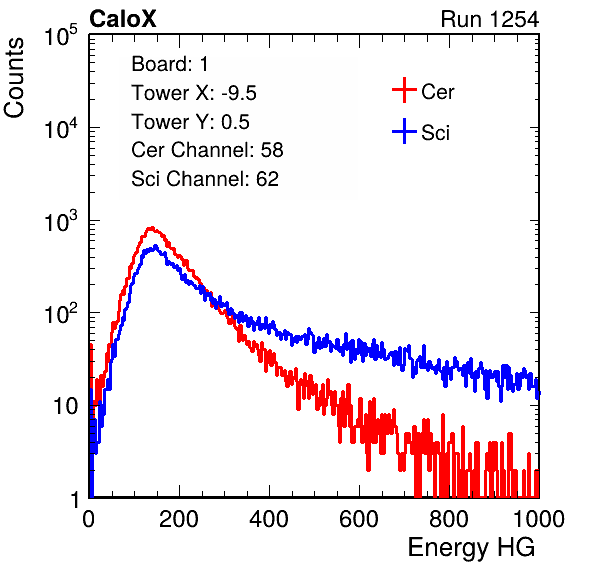 CaloX Run 1254
Counts
10^5
10^4
10^3
10^2
10
1
Board: 1
Tower X: -9.5
Tower Y: 0.5
Cer Channel: 58
Sci Channel: 62
Cer
Sci
0 200 400 600 800 1000
Energy HG